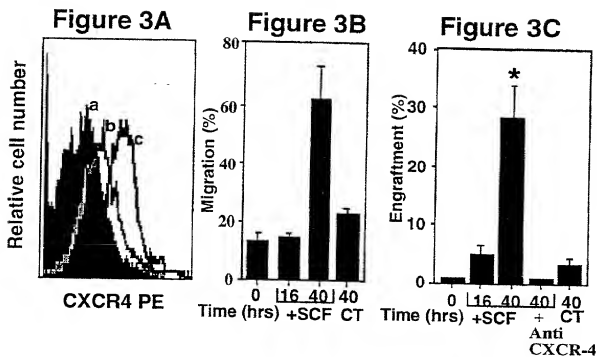 Figure 3A
Relative cell number
a
b
c
CXCR4 PE
Figure 3B
Migration (%)
80
60
40
20
0
0 16 40 40
Time (hrs) +SCF CT
Figure 3C
Engraftment (%)
40
30
20
10
0
*
0 16 40 40 40
Time (hrs) +SCF + CT
Anti
CXCR-4